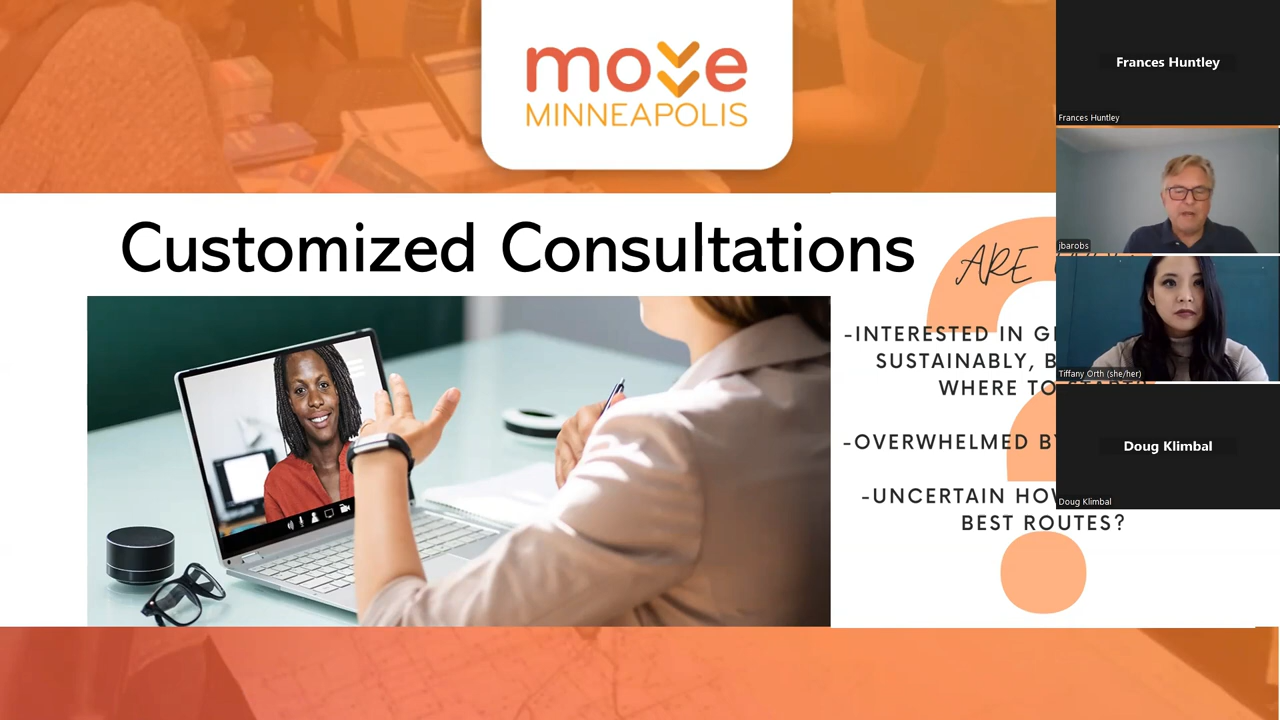 move
MINNEAPOLIS
Customized Consultations
ARE
-INTERESTED IN
SUSTAINABLY,
WHERE TO
-OVERWHELMED
-UNCERTAIN
BEST ROUTES?
Frances Huntley
Frances Huntley
jbarobs
Tiffany Orth (she/her)
Doug Klimbal
Doug Klimbal